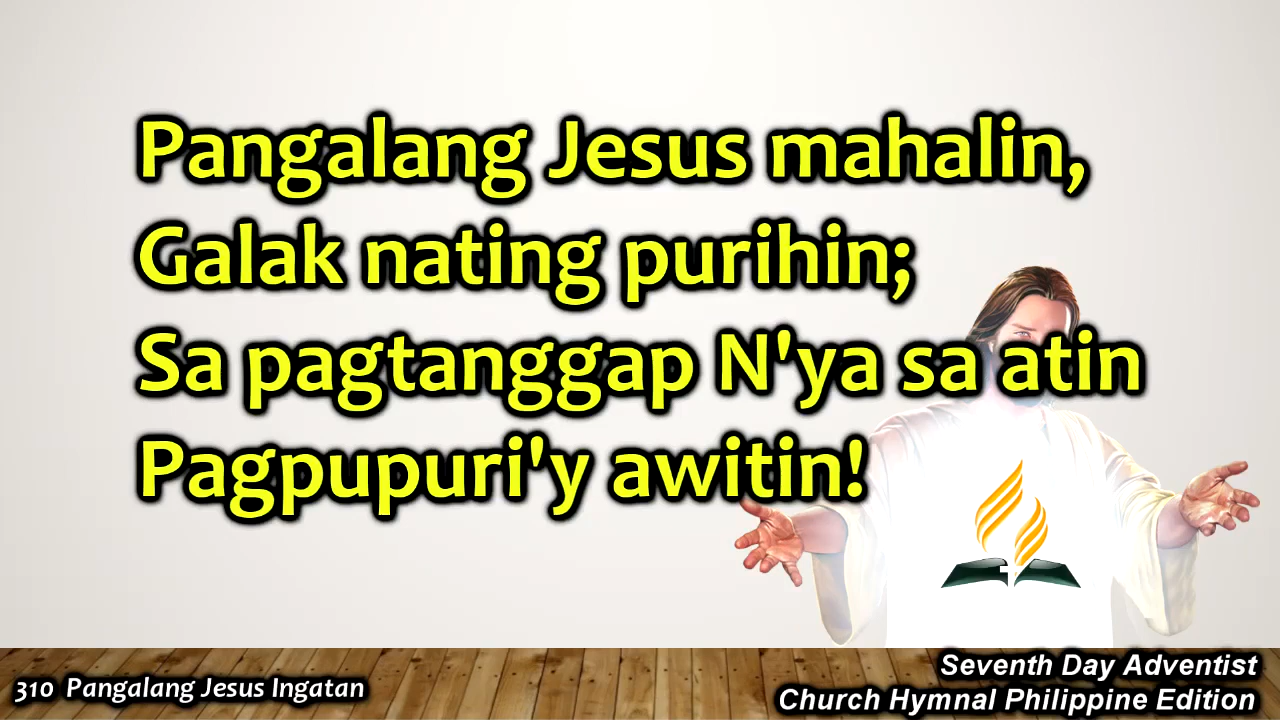 Pangalang Jesus mahalin,
Galak nating purihin;
Sa pagtanggap N'ya sa atin
Pagpupuri'y awitin!
310 Pangalang Jesus Ingatan
Seventh Day Adventist
Church Hymnal Philippine Edition